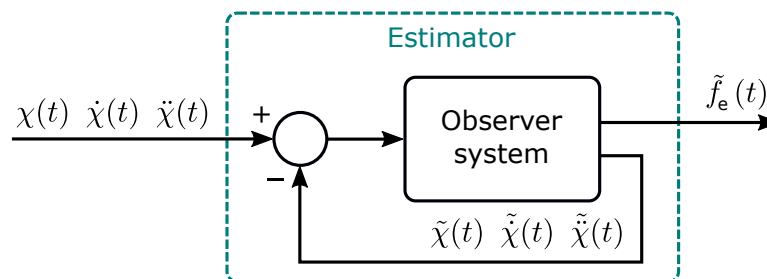 Estimator
χ(t) χ̇(t) χ̈(t)
+
−
Observer
system
f̃ₑ(t)
χ̃(t) χ̇̃(t) χ̈̃(t)